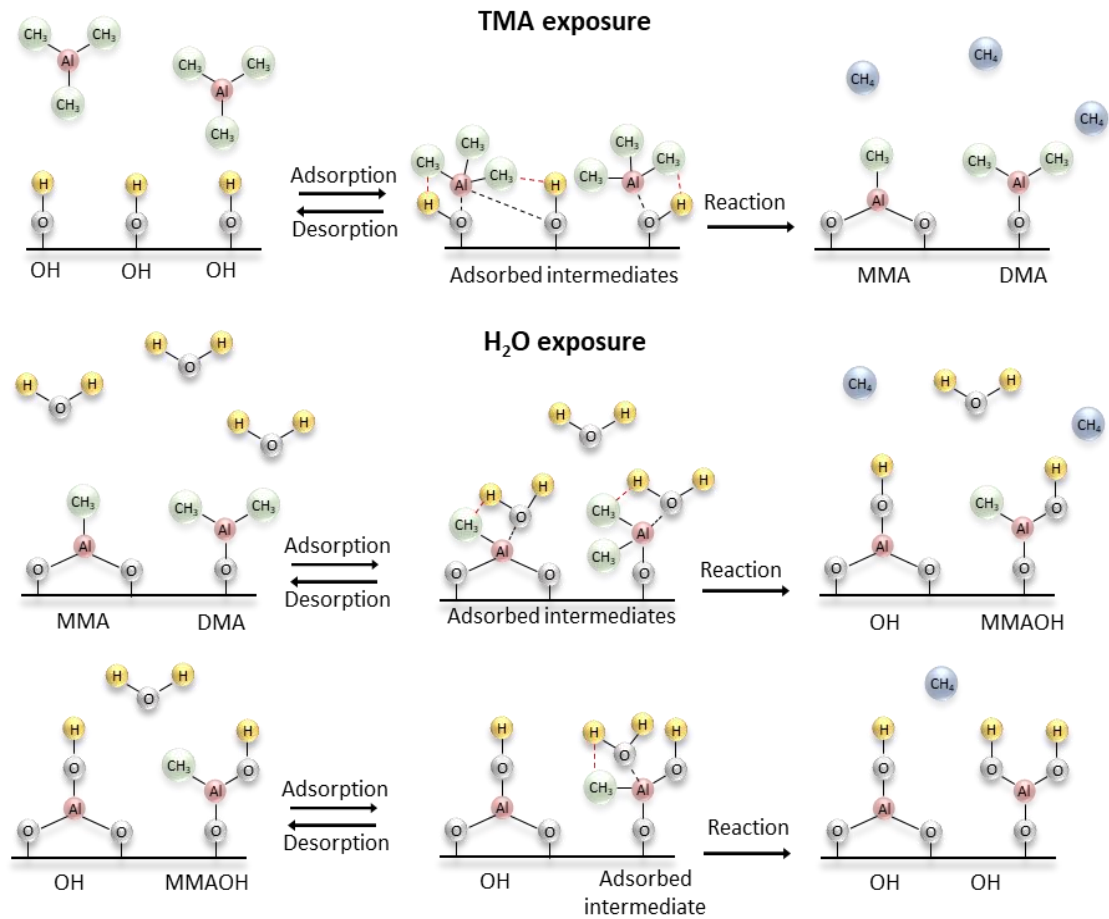 TMA exposure
CH3 CH3 Al CH3
CH3 CH3 Al CH3
CH4 CH4 CH4
H H H
O O O
OH OH OH
Adsorption
Desorption
CH3 CH3 CH3 Al H H O O
CH3 CH3 CH3 Al H O
Adsorbed intermediates
Reaction
CH3 Al O O
CH3 CH3 Al O
MMA DMA
H2O exposure
H H O
H H O
H H O
CH3 Al O O
CH3 CH3 Al O
MMA DMA
Adsorption
Desorption
H H O
H H O CH3 Al O O
H H O CH3 CH3 Al O
Adsorbed intermediates
Reaction
CH4 H H O CH4
H O Al O O
H CH3 O Al O
OH MMAOH
H H O
H O Al O O
H CH3 O Al O
OH MMAOH
Adsorption
Desorption
H O Al O O
H H H O O CH3 Al O
OH
Adsorbed
intermediate
Reaction
CH4
H O Al O O
H H O O Al O
OH OH